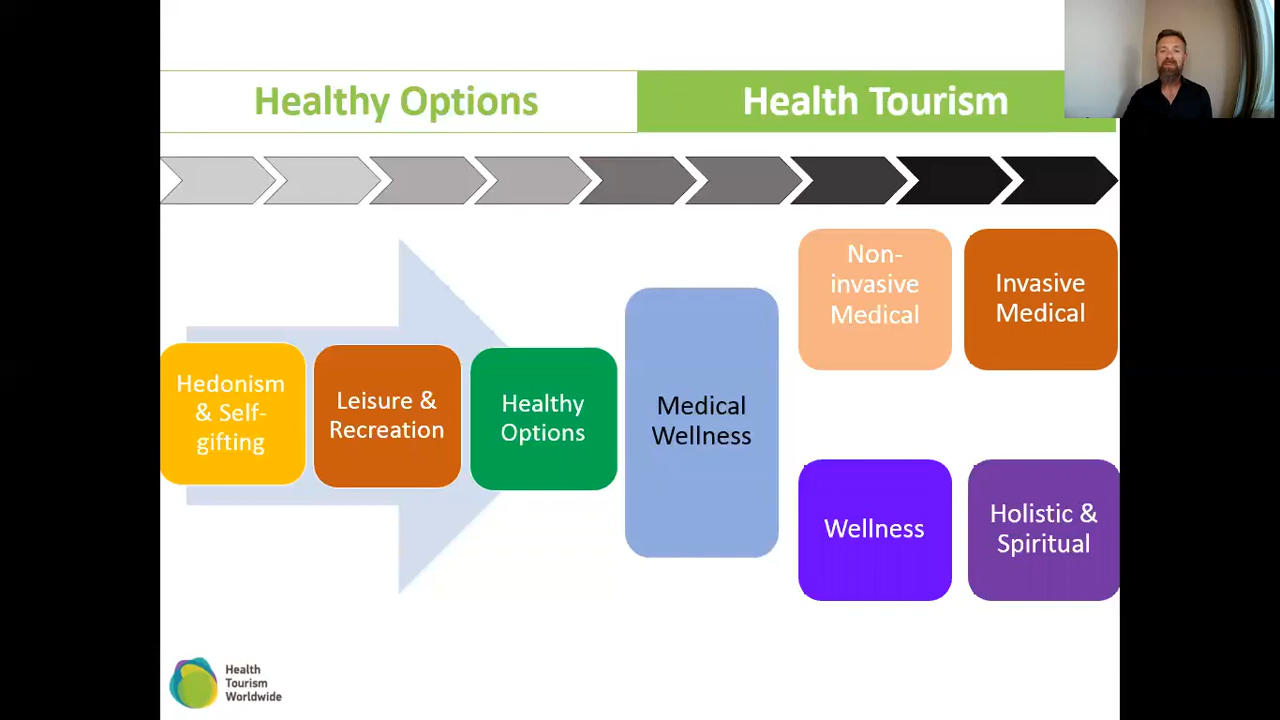 Healthy Options
Health Tourism
Hedonism
& Self-
gifting
Leisure &
Recreation
Healthy
Options
Medical
Wellness
Non-
invasive
Medical
Invasive
Medical
Wellness
Holistic &
Spiritual
Health
Tourism
Worldwide